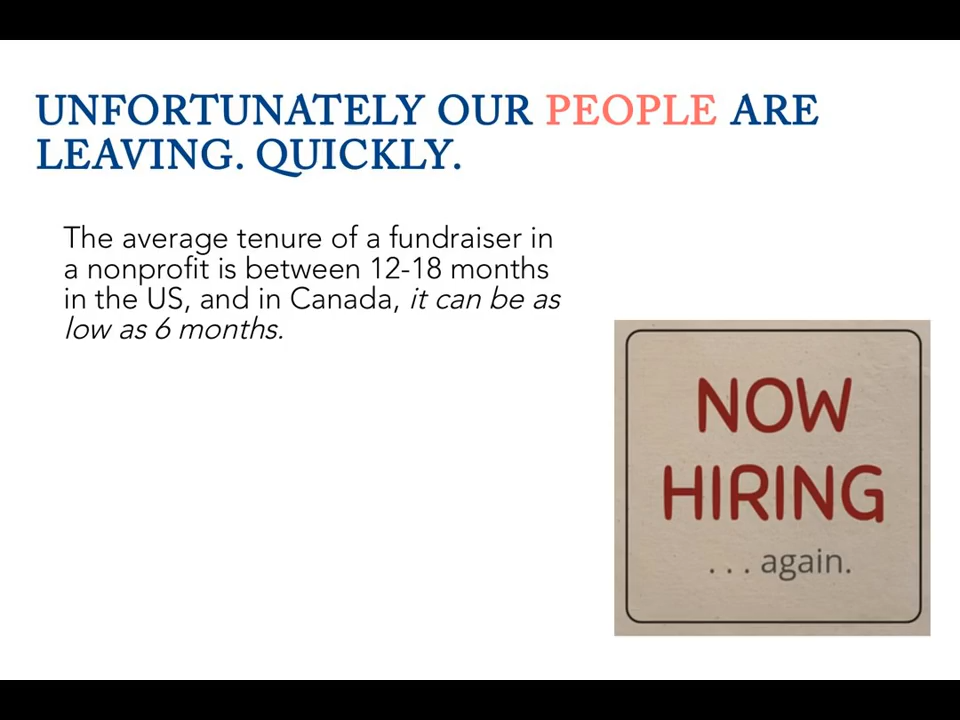 UNFORTUNATELY OUR PEOPLE ARE
LEAVING. QUICKLY.
The average tenure of a fundraiser in
a nonprofit is between 12-18 months
in the US, and in Canada, it can be as
low as 6 months.
NOW
HIRING
. . . again.